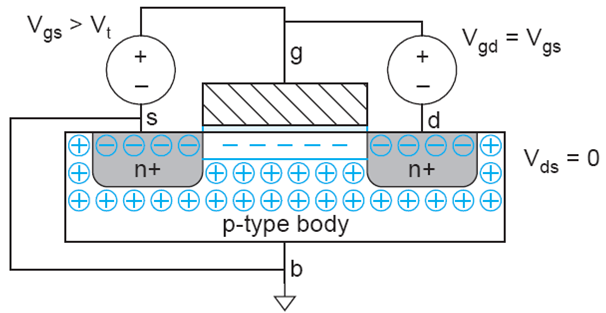 Vgs > Vt
Vgd = Vgs
+
−
+
−
g
s
d
n+
n+
Vds = 0
p-type body
b